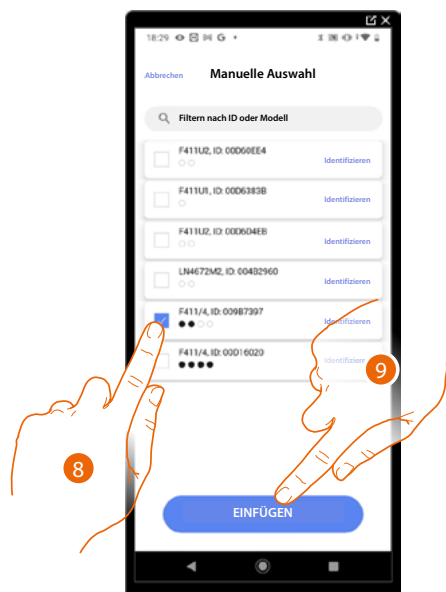 18:29 G
Abbrechen Manuelle Auswahl
Filtern nach ID oder Modell
F411U2, ID: 00D60EE4
Identifizieren
F411U1, ID: 00D6383B
Identifizieren
F411U2, ID: 00D604EB
Identifizieren
LN4672M2, ID: 004B2960
Identifizieren
F411/4, ID: 009B7397
Identifizieren
F411/4, ID: 00D16020
Identifizieren
9
8
EINFÜGEN